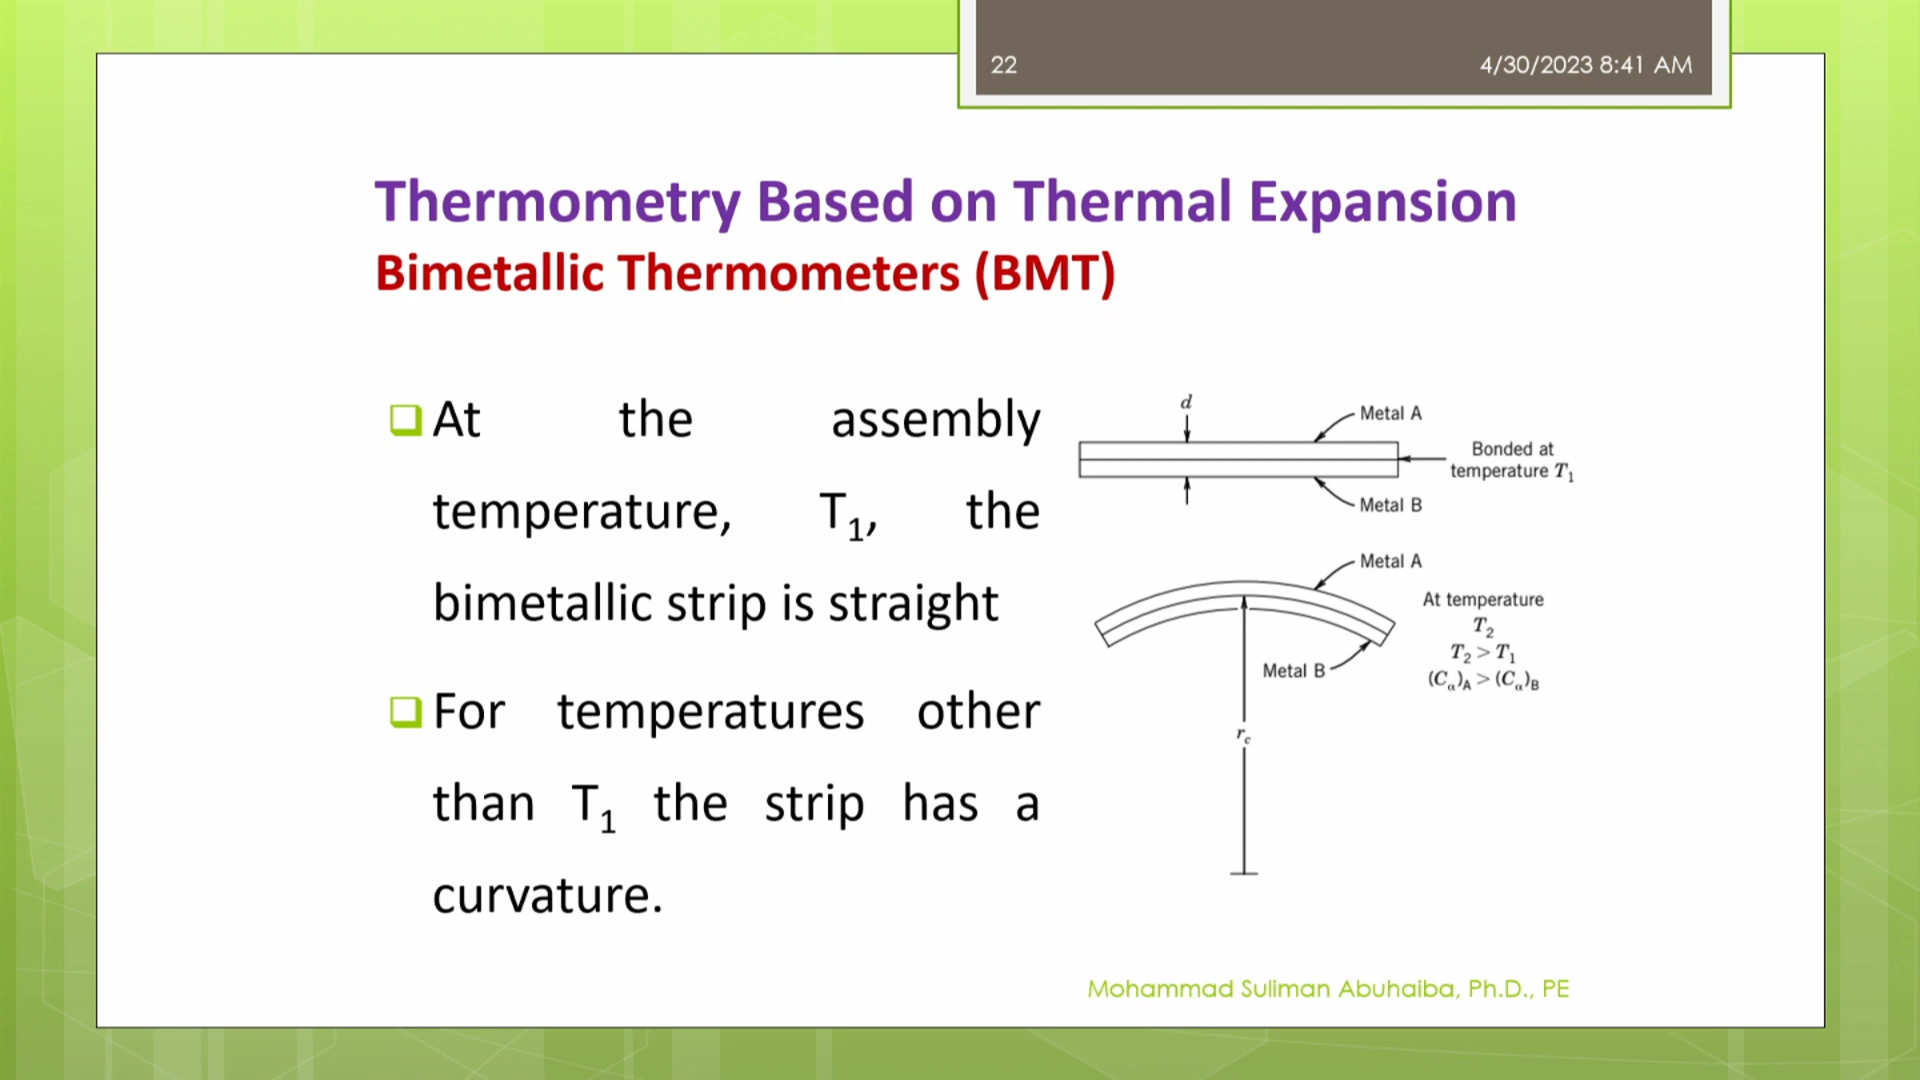 22
4/30/2023 8:41 AM
Thermometry Based on Thermal Expansion
Bimetallic Thermometers (BMT)
❑ At the assembly
temperature, T₁, the
bimetallic strip is straight
❑ For temperatures other
than T₁ the strip has a
curvature.
d
Metal A
Bonded at
temperature T₁
Metal B
Metal A
At temperature
T₂
T₂ > T₁
(Cα)A > (Cα)B
Metal B
rc
Mohammad Suliman Abuhaiba, Ph.D., PE